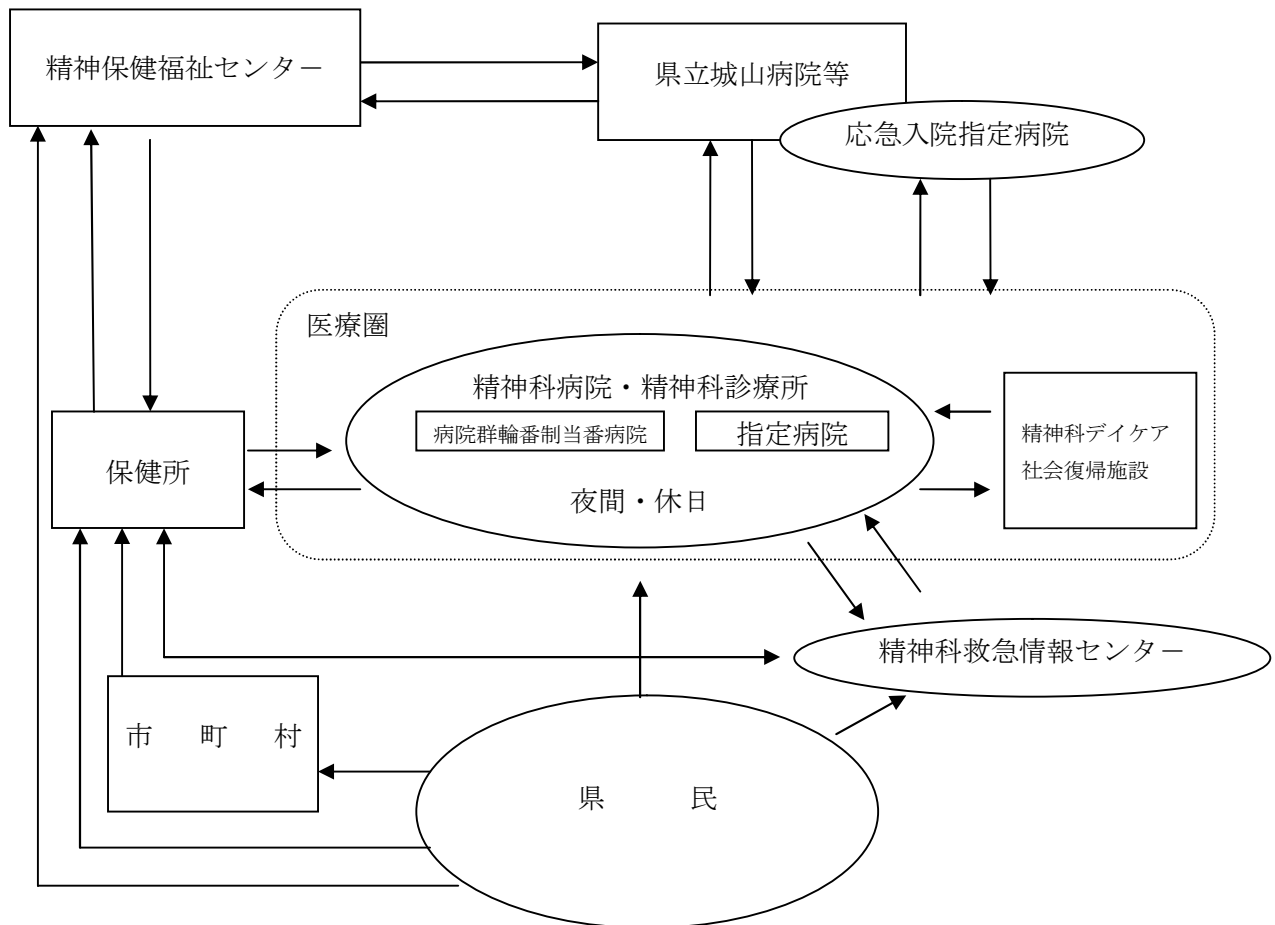 精神保健福祉センター
県立城山病院等
応急入院指定病院
医療圏
精神科病院・精神科診療所
病院群輪番制当番病院
指定病院
夜間・休日
精神科デイケア
社会復帰施設
保健所
精神科救急情報センター
市　町　村
県　　民